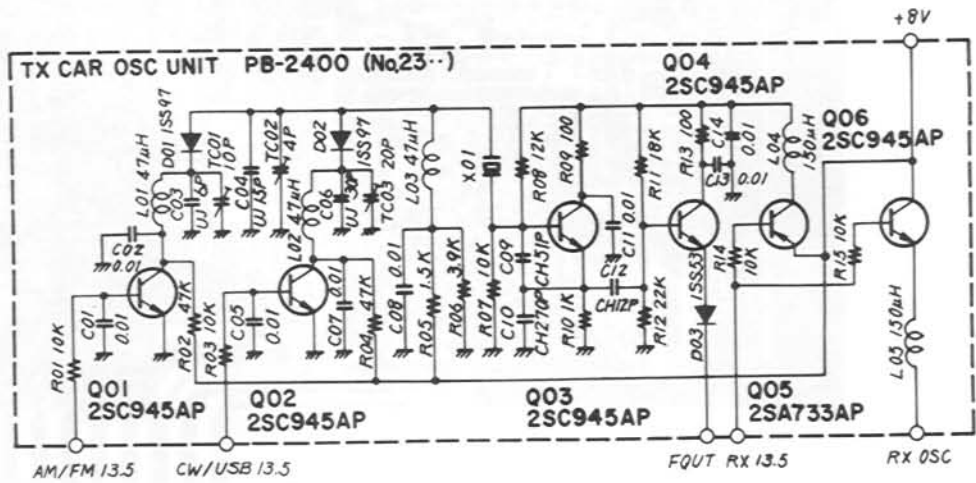 +8V
TX CAR OSC UNIT PB-2400 (No,23··)
Q04
2SC945AP
Q06
2SC945AP
L01 47μH
D01 1SS97
C03
UJ 6P
TC01
10P
C04
UJ 15P
TC02
4P
L02 47μH
D02
1SS97
C06
UJ 30P
TC03
20P
L03 47μH
X01
R08 12K
R09 100
R11 18K
R13 100
C14
0.01
L04
150μH
C13 0.01
C02
0.01
C01
0.01
R01 10K
R02 47K
R03 10K
C05
0.01
C07
0.01
R04 47K
C08
0.01
R05 1.5K
R06 3.9K
R07 10K
C09
CH51P
C10
CH270P
R10 1K
C11 0.01
C12
CH12P
R12 22K
1SS53
D03
R14
10K
R15 10K
L05 150μH
Q01
2SC945AP
Q02
2SC945AP
Q03
2SC945AP
Q05
2SA733AP
AM/FM 13.5
CW/USB 13.5
FOUT
RX 13.5
RX OSC